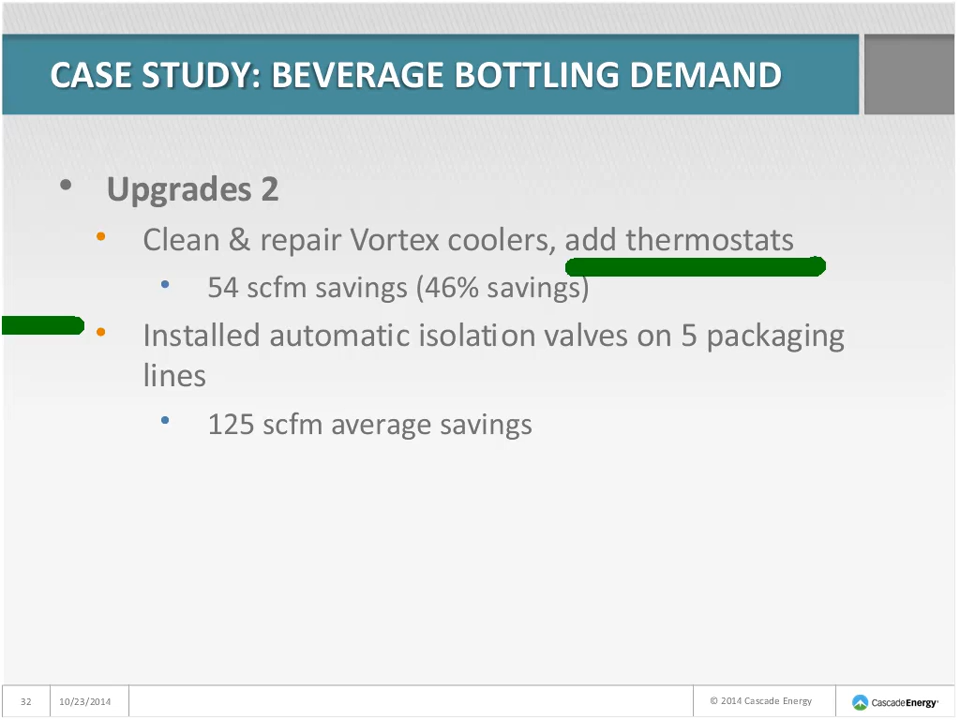 CASE STUDY: BEVERAGE BOTTLING DEMAND
• Upgrades 2
• Clean & repair Vortex coolers, add thermostats
• 54 scfm savings (46% savings)
• Installed automatic isolation valves on 5 packaging
lines
• 125 scfm average savings
32
10/23/2014
© 2014 Cascade Energy
CascadeEnergy